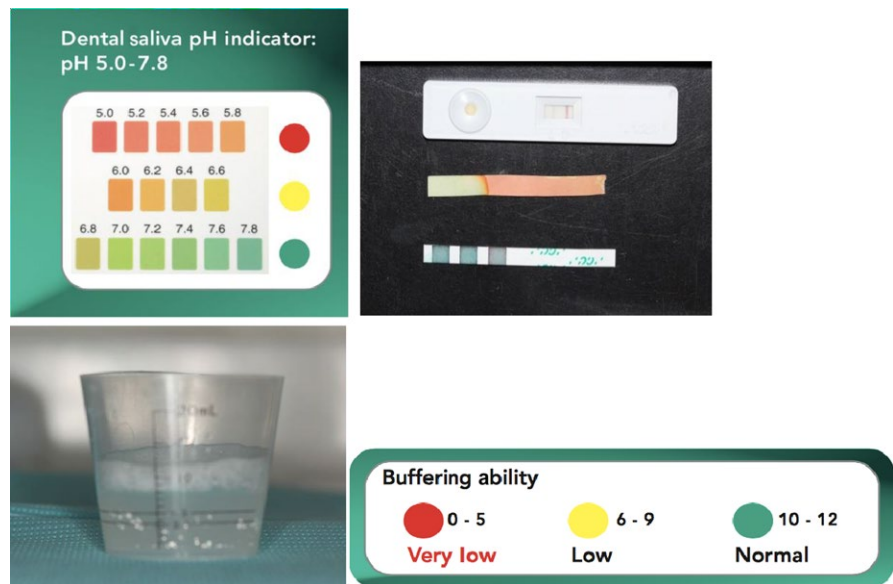 Dental saliva pH indicator:
pH 5.0-7.8
5.0 5.2 5.4 5.6 5.8
6.0 6.2 6.4 6.6
6.8 7.0 7.2 7.4 7.6 7.8
Buffering ability
0 - 5 6 - 9 10 - 12
Very low Low Normal